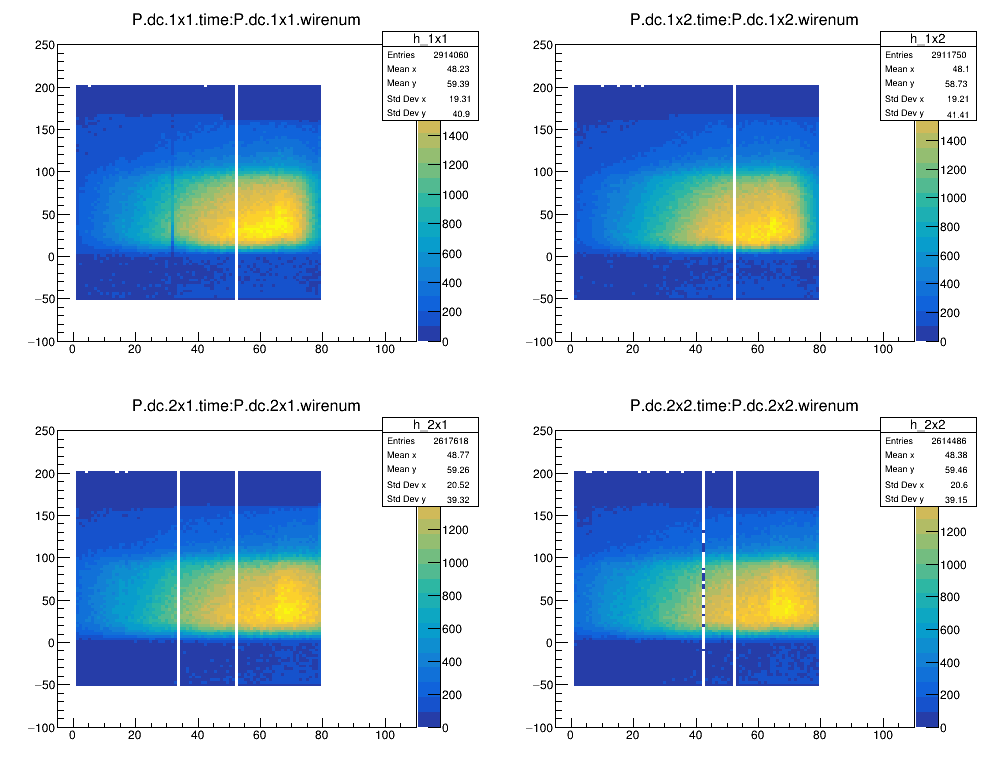 P.dc.1x1.time:P.dc.1x1.wirenum
h_1x1
Entries 2914060
Mean x 48.23
Mean y 59.39
Std Dev x 19.31
Std Dev y 40.9
250
200
150
100
50
0
−50
−100
0 20 40 60 80 100
1400
1200
1000
800
600
400
200
0
P.dc.1x2.time:P.dc.1x2.wirenum
h_1x2
Entries 2911750
Mean x 48.1
Mean y 58.73
Std Dev x 19.21
Std Dev y 41.41
250
200
150
100
50
0
−50
−100
0 20 40 60 80 100
1400
1200
1000
800
600
400
200
0
P.dc.2x1.time:P.dc.2x1.wirenum
h_2x1
Entries 2617618
Mean x 48.77
Mean y 59.26
Std Dev x 20.52
Std Dev y 39.32
250
200
150
100
50
0
−50
−100
0 20 40 60 80 100
1200
1000
800
600
400
200
0
P.dc.2x2.time:P.dc.2x2.wirenum
h_2x2
Entries 2614486
Mean x 48.38
Mean y 59.46
Std Dev x 20.6
Std Dev y 39.15
250
200
150
100
50
0
−50
−100
0 20 40 60 80 100
1200
1000
800
600
400
200
0